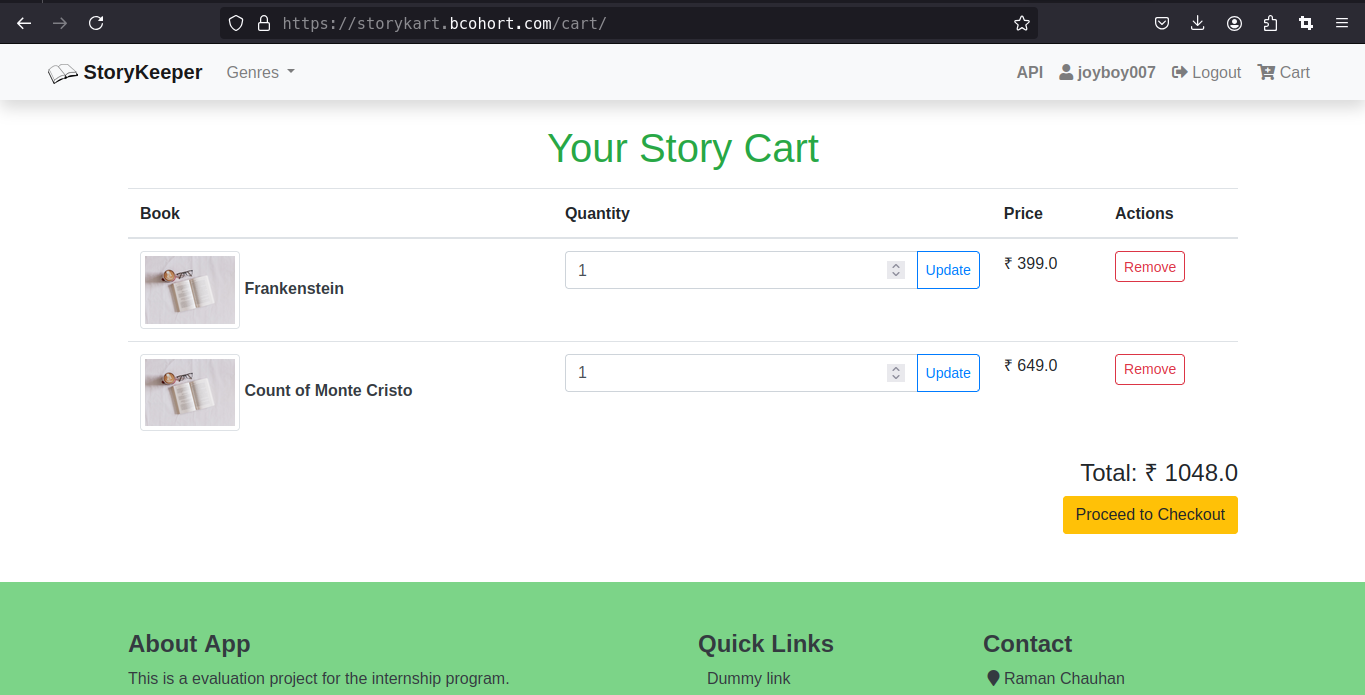 https://storykart.bcohort.com/cart/
StoryKeeper Genres API joyboy007 Logout Cart
Your Story Cart
Book Quantity Price Actions
Frankenstein 1 Update ₹ 399.0 Remove
Count of Monte Cristo 1 Update ₹ 649.0 Remove
Total: ₹ 1048.0
Proceed to Checkout
About App Quick Links Contact
This is a evaluation project for the internship program. Dummy link Raman Chauhan